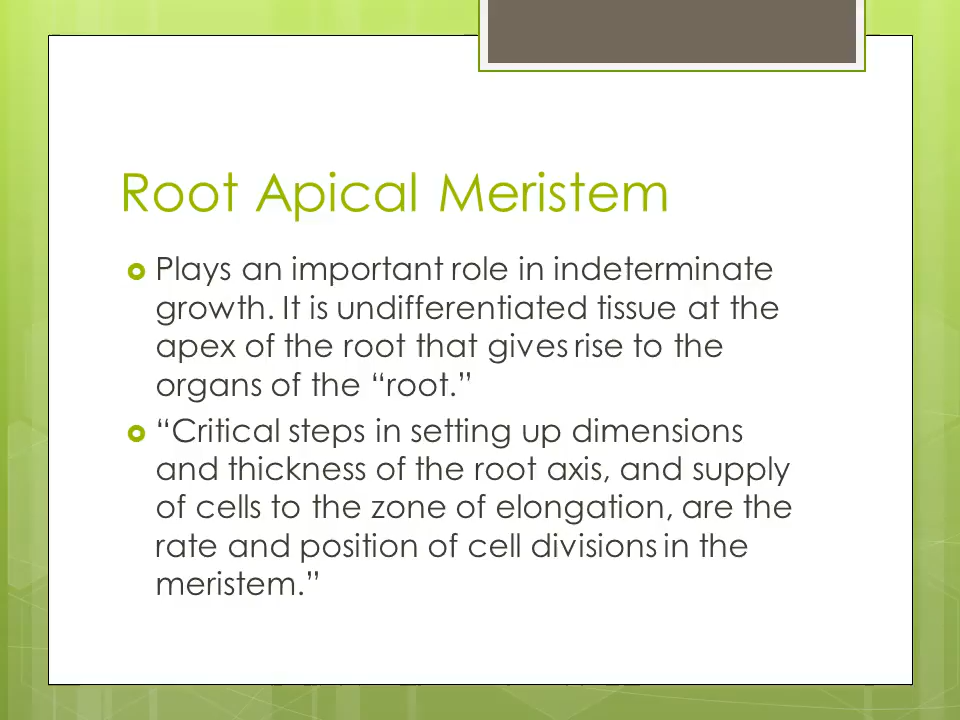 Root Apical Meristem
Plays an important role in indeterminate
growth. It is undifferentiated tissue at the
apex of the root that gives rise to the
organs of the “root.”
“Critical steps in setting up dimensions
and thickness of the root axis, and supply
of cells to the zone of elongation, are the
rate and position of cell divisions in the
meristem.”